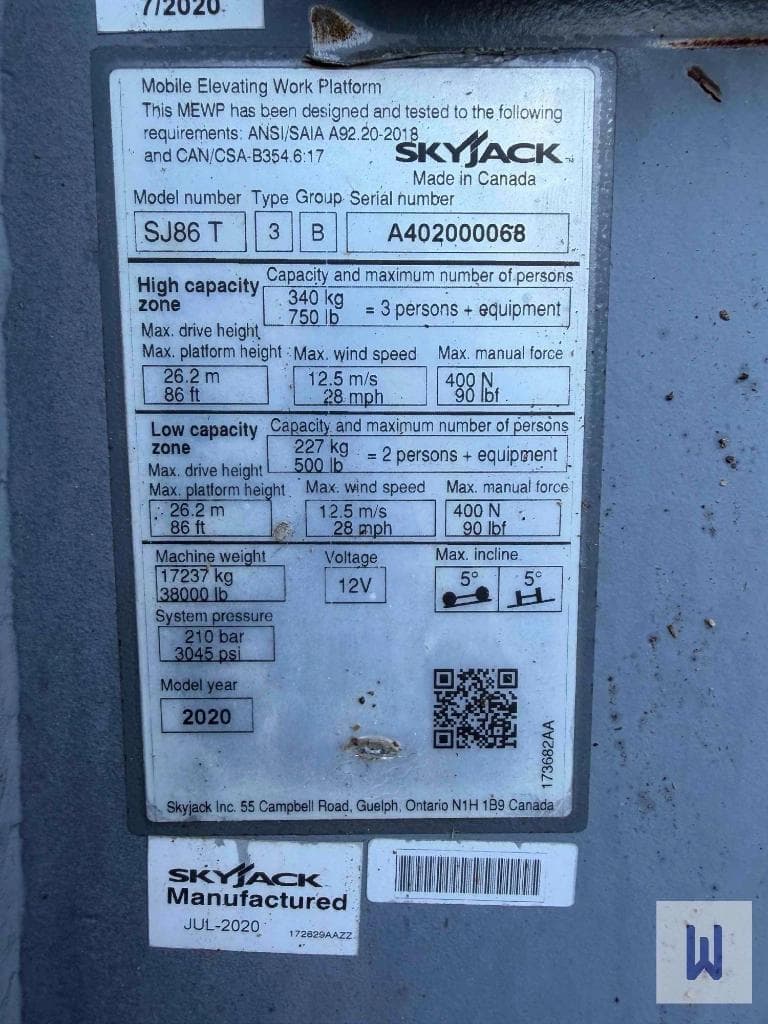 7/2020
Mobile Elevating Work Platform
This MEWP has been designed and tested to the following
requirements: ANSI/SAIA A92.20-2018
and CAN/CSA-B354.6:17
SKYJACK
Made in Canada
Model number Type Group Serial number
SJ86 T 3 B A402000068
High capacity zone
Capacity and maximum number of persons
340 kg
750 lb
= 3 persons + equipment
Max. drive height
Max. platform height Max. wind speed Max. manual force
26.2 m 12.5 m/s 400 N
86 ft 28 mph 90 lbf
Low capacity zone
Capacity and maximum number of persons
227 kg
500 lb
= 2 persons + equipment
Max. drive height
Max. platform height Max. wind speed Max. manual force
26.2 m 12.5 m/s 400 N
86 ft 28 mph 90 lbf
Machine weight Voltage Max. incline
17237 kg 12V 5° 5°
38000 lb
System pressure
210 bar
3045 psi
Model year
2020
173682AA
Skyjack Inc. 55 Campbell Road, Guelph, Ontario N1H 1B9 Canada
SKYJACK
Manufactured
JUL-2020 172829AAZZ
W